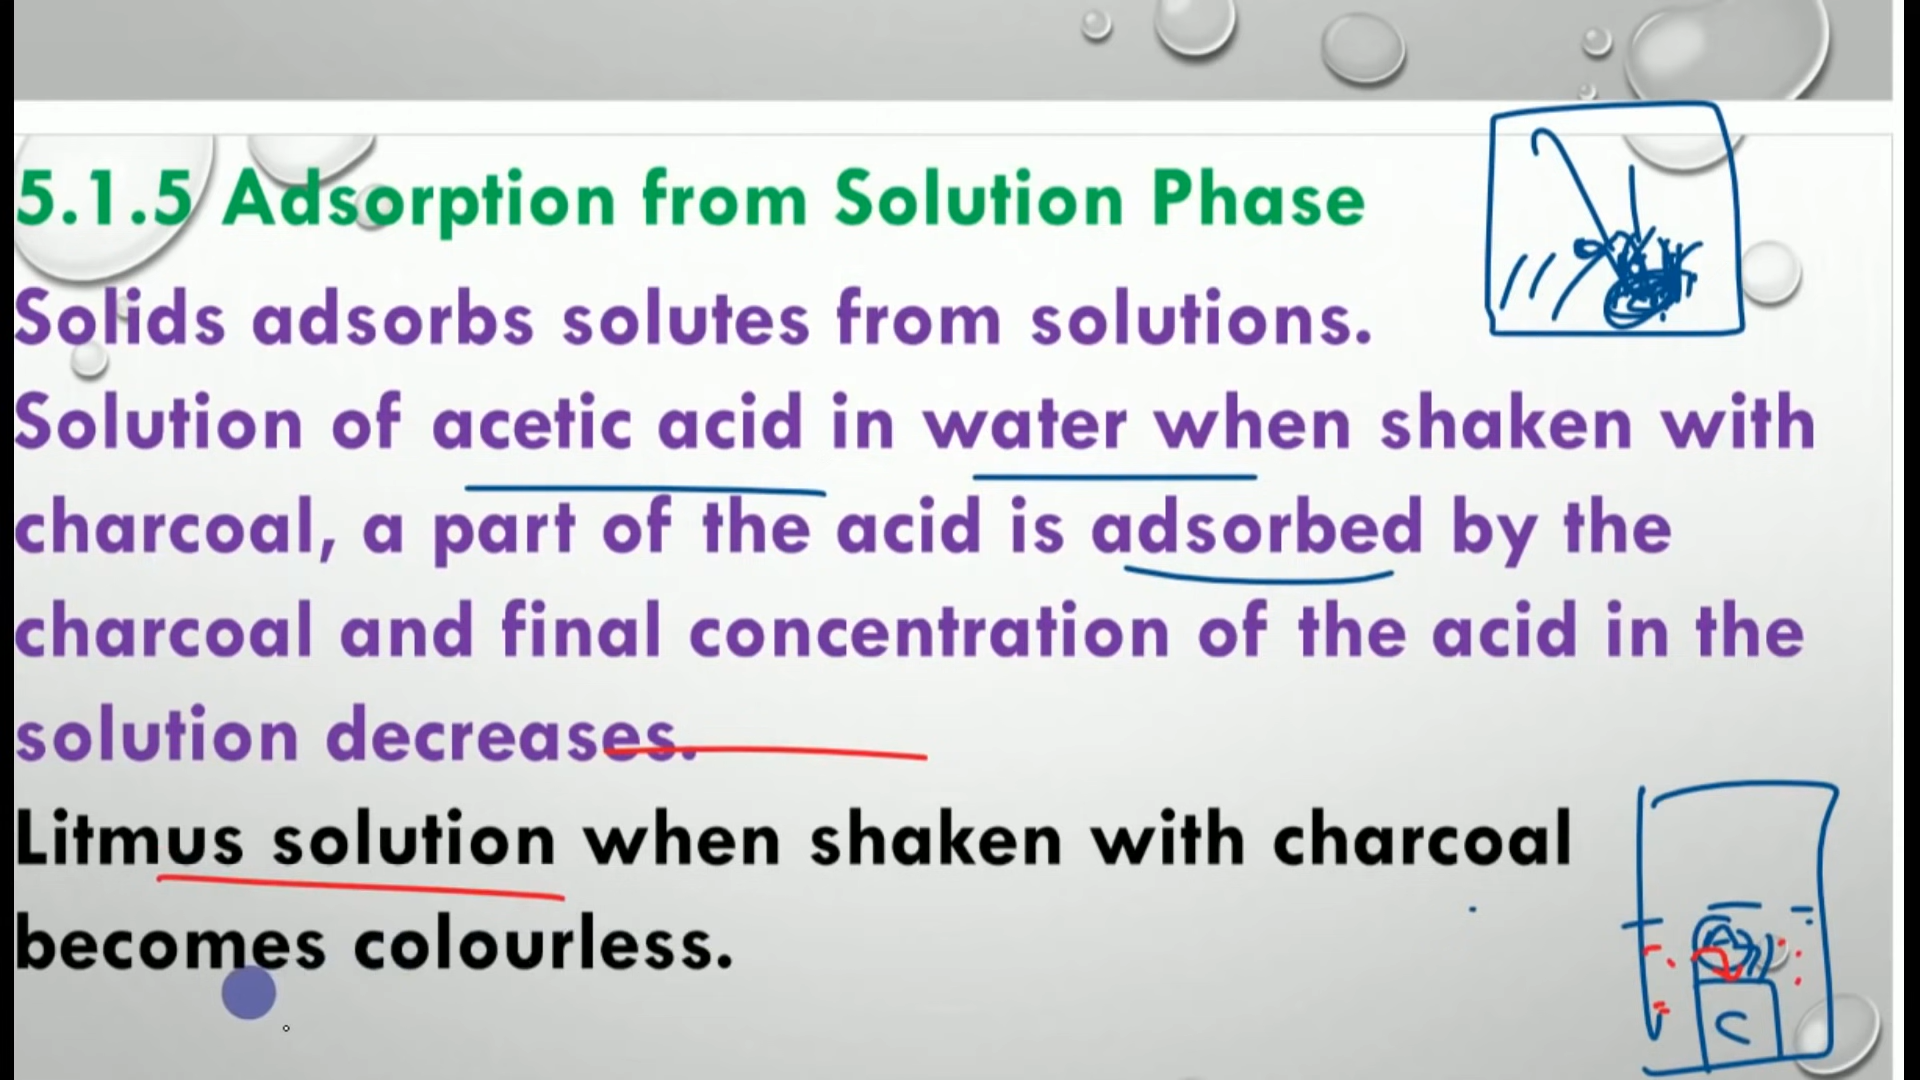 5.1.5 Adsorption from Solution Phase
Solids adsorbs solutes from solutions.
Solution of acetic acid in water when shaken with
charcoal, a part of the acid is adsorbed by the
charcoal and final concentration of the acid in the
solution decreases.
Litmus solution when shaken with charcoal
becomes colourless.
C